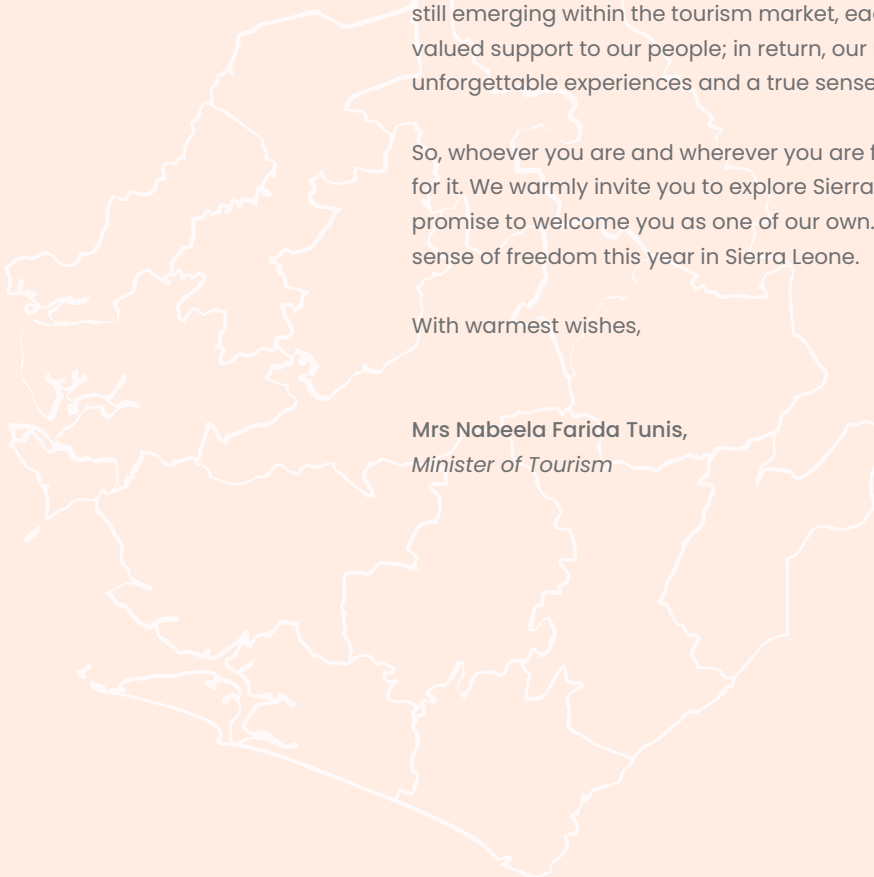 still emerging within the tourism market,
valued support to our people; in return, our
unforgettable experiences and a true sense
So, whoever you are and wherever you are
for it. We warmly invite you to explore Sierra
promise to welcome you as one of our own.
sense of freedom this year in Sierra Leone.
With warmest wishes,
Mrs Nabeela Farida Tunis,
Minister of Tourism